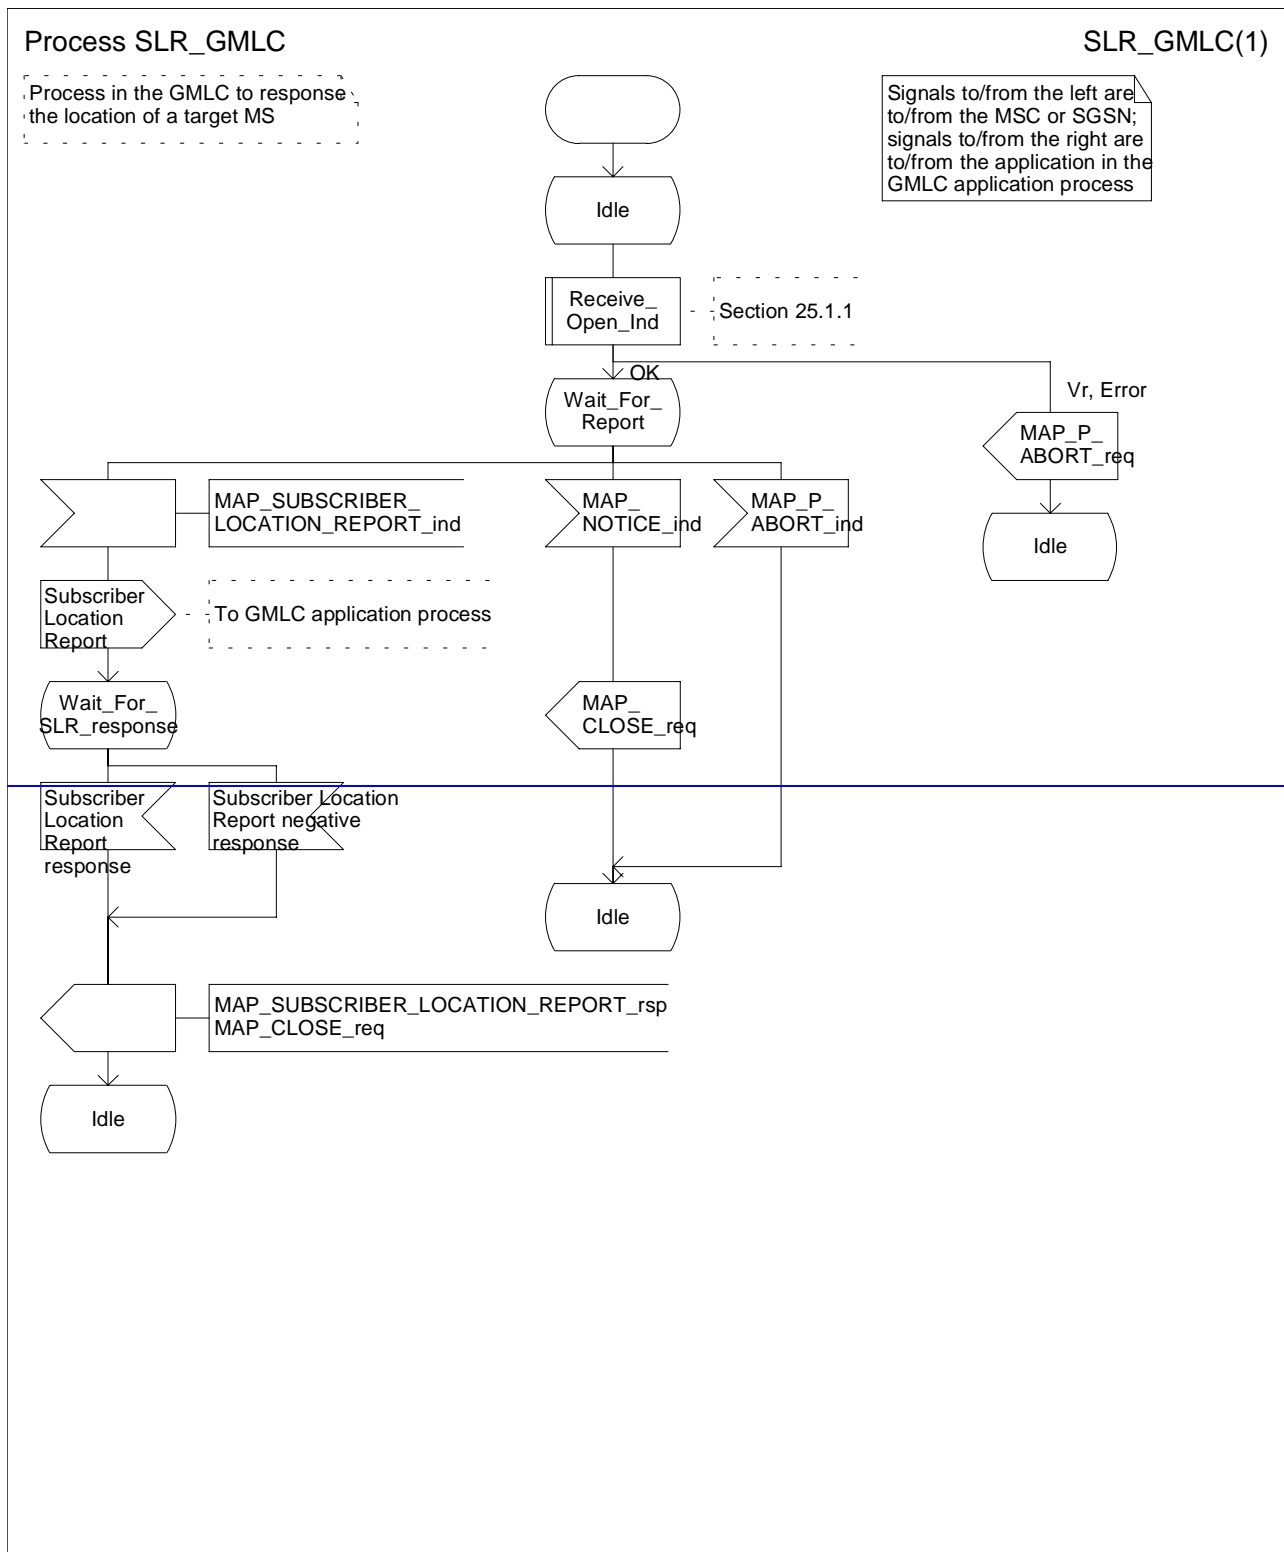 Process SLR_GMLC
SLR_GMLC(1)
Process in the GMLC to response
the location of a target MS
Signals to/from the left are
to/from the MSC or SGSN;
signals to/from the right are
to/from the application in the
GMLC application process
Idle
Receive_
Open_Ind
Section 25.1.1
OK
Wait_For_
Report
Vr, Error
MAP_P_
ABORT_req
MAP_SUBSCRIBER_
LOCATION_REPORT_ind
MAP_
NOTICE_ind
MAP_P_
ABORT_ind
Idle
Subscriber
Location
Report
To GMLC application process
Wait_For_
SLR_response
MAP_
CLOSE_req
Subscriber
Location
Report
response
Subscriber Location
Report negative
response
Idle
MAP_SUBSCRIBER_LOCATION_REPORT_rsp
MAP_CLOSE_req
Idle